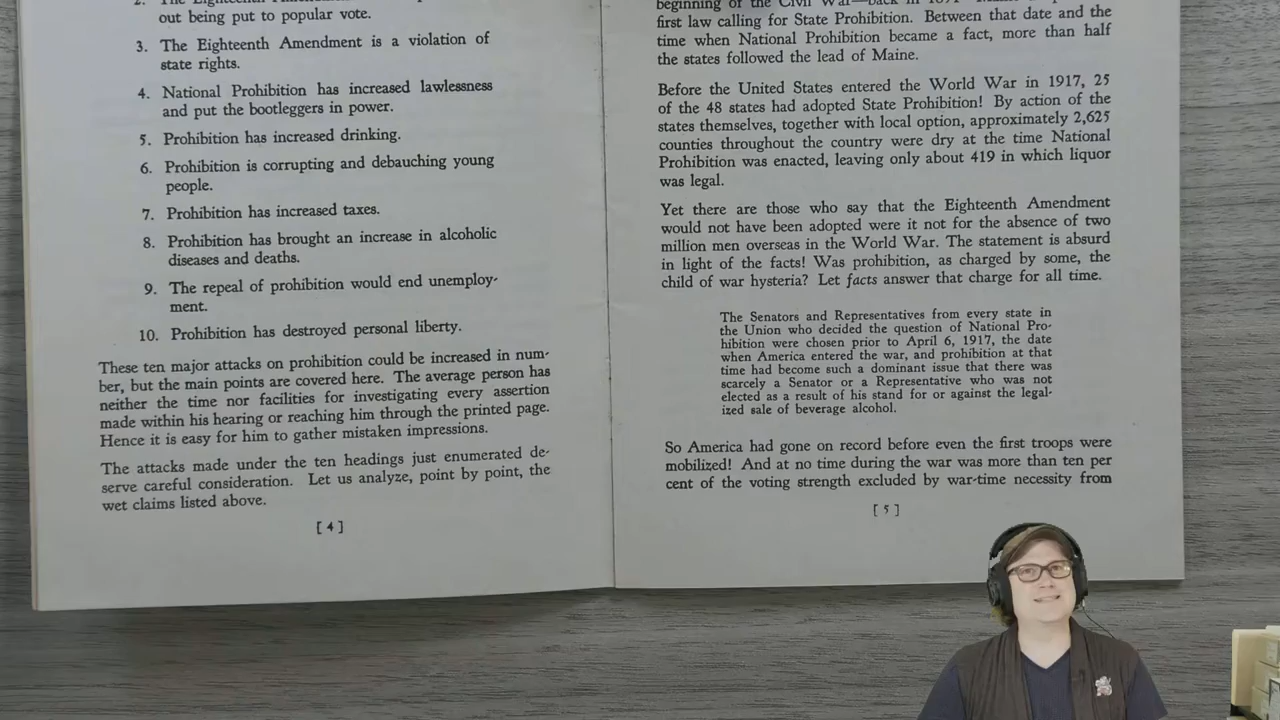 out being put to popular vote.
3. The Eighteenth Amendment is a violation of
state rights.
4. National Prohibition has increased lawlessness
and put the bootleggers in power.
5. Prohibition has increased drinking.
6. Prohibition is corrupting and debauching young
people.
7. Prohibition has increased taxes.
8. Prohibition has brought an increase in alcoholic
diseases and deaths.
9. The repeal of prohibition would end unemploy-
ment.
10. Prohibition has destroyed personal liberty.
These ten major attacks on prohibition could be increased in num-
ber, but the main points are covered here. The average person has
neither the time nor facilities for investigating every assertion
made within his hearing or reaching him through the printed page.
Hence it is easy for him to gather mistaken impressions.
The attacks made under the ten headings just enumerated de-
serve careful consideration. Let us analyze, point by point, the
wet claims listed above.
[ 4 ]
beginning of the Civil War—back in
first law calling for State Prohibition. Between that date and the
time when National Prohibition became a fact, more than half
the states followed the lead of Maine.
Before the United States entered the World War in 1917, 25
of the 48 states had adopted State Prohibition! By action of the
states themselves, together with local option, approximately 2,625
counties throughout the country were dry at the time National
Prohibition was enacted, leaving only about 419 in which liquor
was legal.
Yet there are those who say that the Eighteenth Amendment
would not have been adopted were it not for the absence of two
million men overseas in the World War. The statement is absurd
in light of the facts! Was prohibition, as charged by some, the
child of war hysteria? Let facts answer that charge for all time.
The Senators and Representatives from every state in
the Union who decided the question of National Pro-
hibition were chosen prior to April 6, 1917, the date
when America entered the war, and prohibition at that
time had become such a dominant issue that there was
scarcely a Senator or a Representative who was not
elected as a result of his stand for or against the legal-
ized sale of beverage alcohol.
So America had gone on record before even the first troops were
mobilized! And at no time during the war was more than ten per
cent of the voting strength excluded by war-time necessity from
[ 5 ]